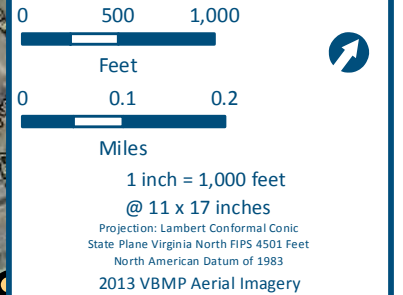 0 500 1,000
Feet
0 0.1 0.2
Miles
1 inch = 1,000 feet
@ 11 x 17 inches
Projection: Lambert Conformal Conic
State Plane Virginia North FIPS 4501 Feet
North American Datum of 1983
2013 VBMP Aerial Imagery